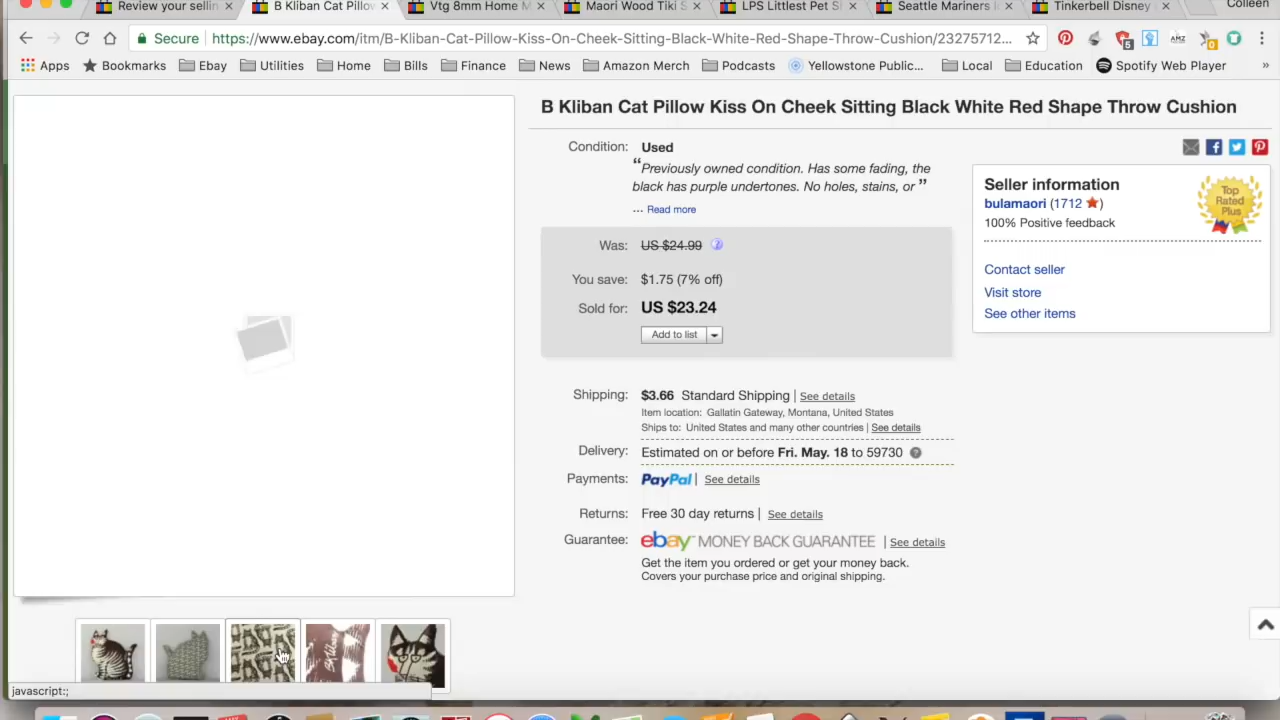 Review your sellin
B Kliban Cat Pillow
Vtg 8mm Home M
Maori Wood Tiki S
LPS Littlest Pet S
Seattle Mariners
Tinkerbell Disney
Colleen
Secure
https://www.ebay.com/itm/B-Kliban-Cat-Pillow-Kiss-On-Cheek-Sitting-Black-White-Red-Shape-Throw-Cushion/23275712...
5
0
Apps
Bookmarks
Ebay
Utilities
Home
Bills
Finance
News
Amazon Merch
Podcasts
Yellowstone Public...
Local
Education
Spotify Web Player
»
B Kliban Cat Pillow Kiss On Cheek Sitting Black White Red Shape Throw Cushion
Condition: Used
“Previously owned condition. Has some fading, the
black has purple undertones. No holes, stains, or ”
... Read more
Was: US $24.99
You save: $1.75 (7% off)
Sold for: US $23.24
Add to list
Shipping: $3.66 Standard Shipping | See details
Item location: Gallatin Gateway, Montana, United States
Ships to: United States and many other countries | See details
Delivery: Estimated on or before Fri. May. 18 to 59730
Payments: PayPal | See details
Returns: Free 30 day returns | See details
Guarantee: ebay MONEY BACK GUARANTEE | See details
Get the item you ordered or get your money back.
Covers your purchase price and original shipping.
Seller information
bulamaori (1712 )
100% Positive feedback
Top
Rated
Plus
Contact seller
Visit store
See other items
javascript:;